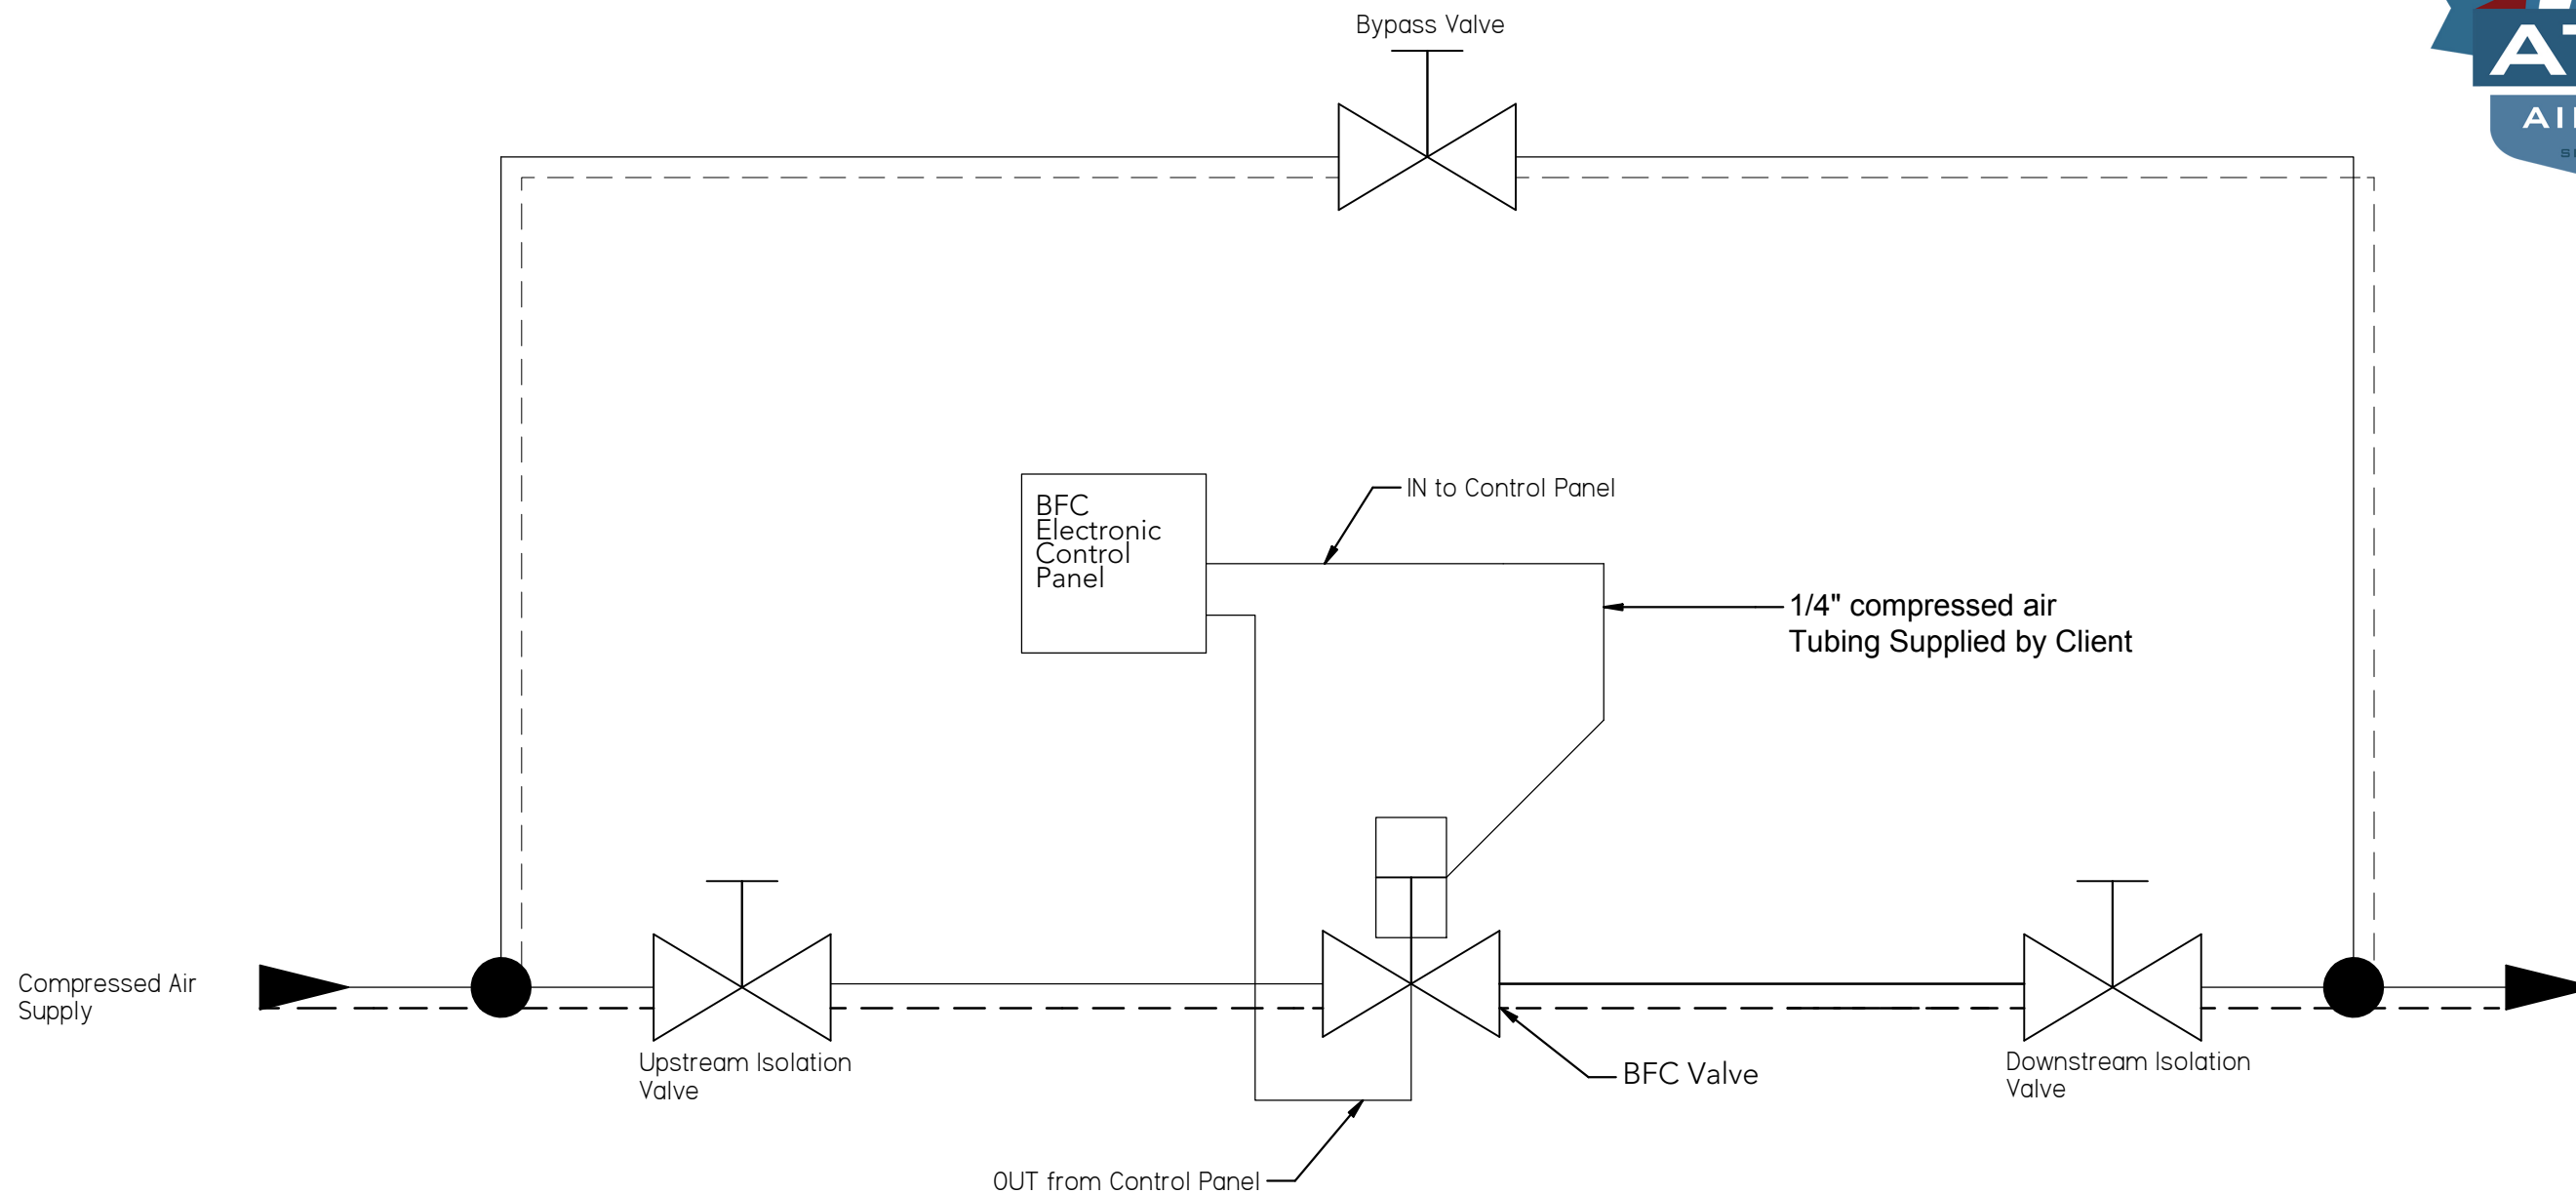 Bypass Valve
BFC
Electronic
Control
Panel
IN to Control Panel
1/4" compressed air
Tubing Supplied by Client
Compressed Air
Supply
Upstream Isolation
Valve
BFC Valve
Downstream Isolation
Valve
OUT from Control Panel